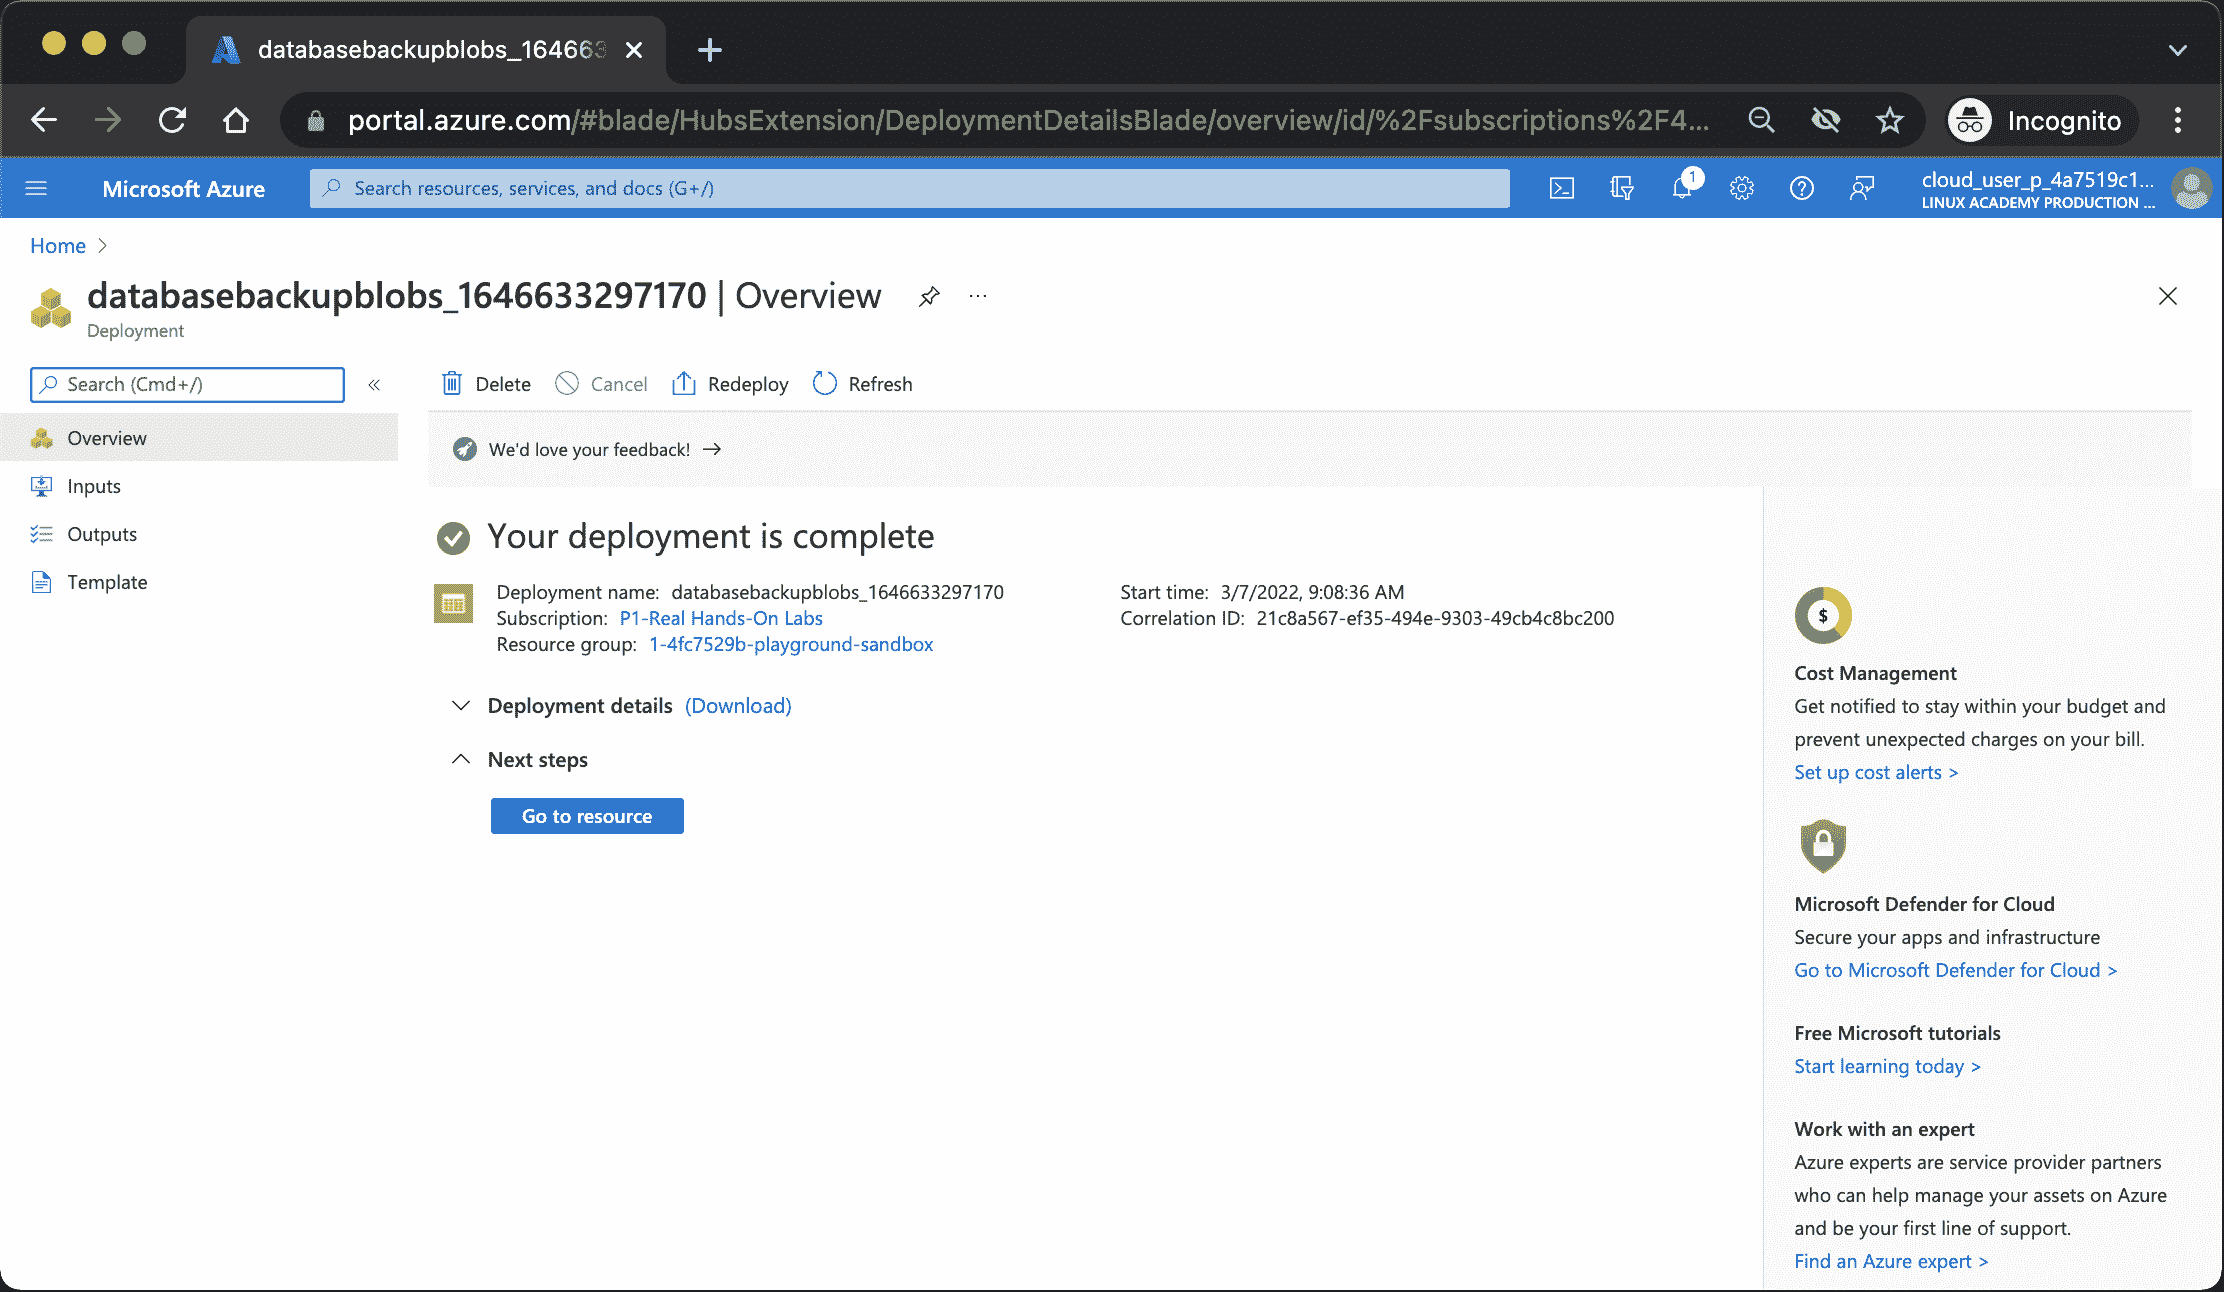 databasebackupblobs_164663
portal.azure.com/#blade/HubsExtension/DeploymentDetailsBlade/overview/id/%2Fsubscriptions%2F4...
Incognito
Microsoft Azure
Search resources, services, and docs (G+/)
1
cloud_user_p_4a7519c1...
LINUX ACADEMY PRODUCTION ...
Home
databasebackupblobs_1646633297170 | Overview
...
Deployment
Search (Cmd+/)
«
Delete
Cancel
Redeploy
Refresh
Overview
Inputs
Outputs
Template
We'd love your feedback! →
Your deployment is complete
Deployment name: databasebackupblobs_1646633297170
Subscription: P1-Real Hands-On Labs
Resource group: 1-4fc7529b-playground-sandbox
Start time: 3/7/2022, 9:08:36 AM
Correlation ID: 21c8a567-ef35-494e-9303-49cb4c8bc200
Deployment details (Download)
Next steps
Go to resource
$
Cost Management
Get notified to stay within your budget and
prevent unexpected charges on your bill.
Set up cost alerts >
Microsoft Defender for Cloud
Secure your apps and infrastructure
Go to Microsoft Defender for Cloud >
Free Microsoft tutorials
Start learning today >
Work with an expert
Azure experts are service provider partners
who can help manage your assets on Azure
and be your first line of support.
Find an Azure expert >